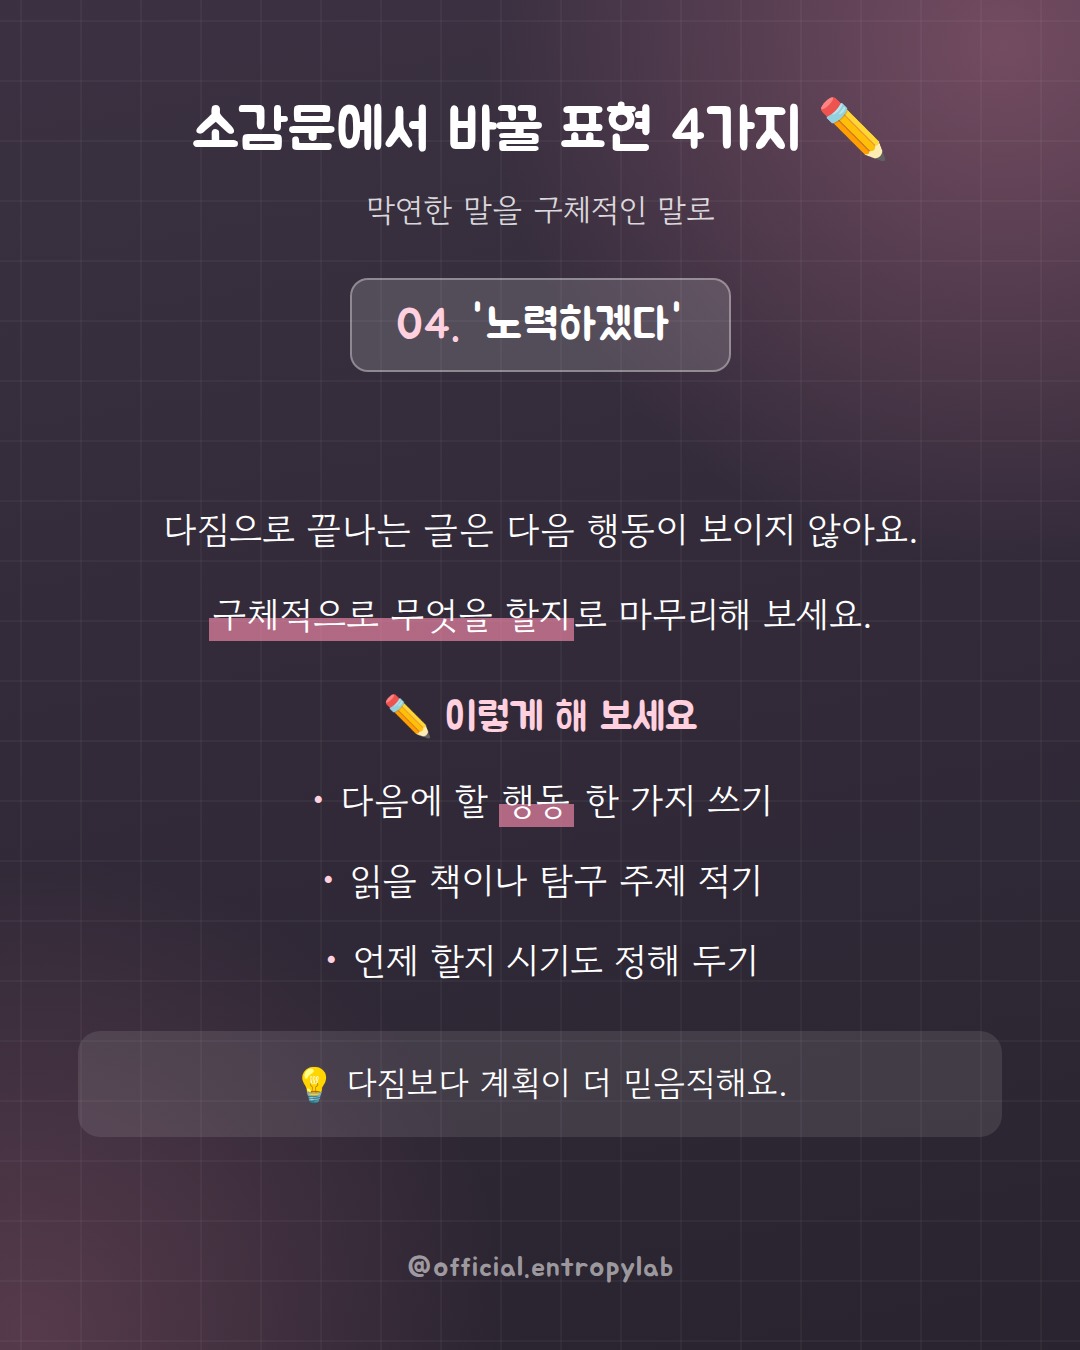 소감문에서 바꿀 표현 4가지 ✏️
막연한 말을 구체적인 말로
04. '노력하겠다'
다짐으로 끝나는 글은 다음 행동이 보이지 않아요.
구체적으로 무엇을 할지로 마무리해 보세요.
✏️ 이렇게 해 보세요
• 다음에 할 행동 한 가지 쓰기
• 읽을 책이나 탐구 주제 적기
• 언제 할지 시기도 정해 두기
💡 다짐보다 계획이 더 믿음직해요.
@official.entropylab